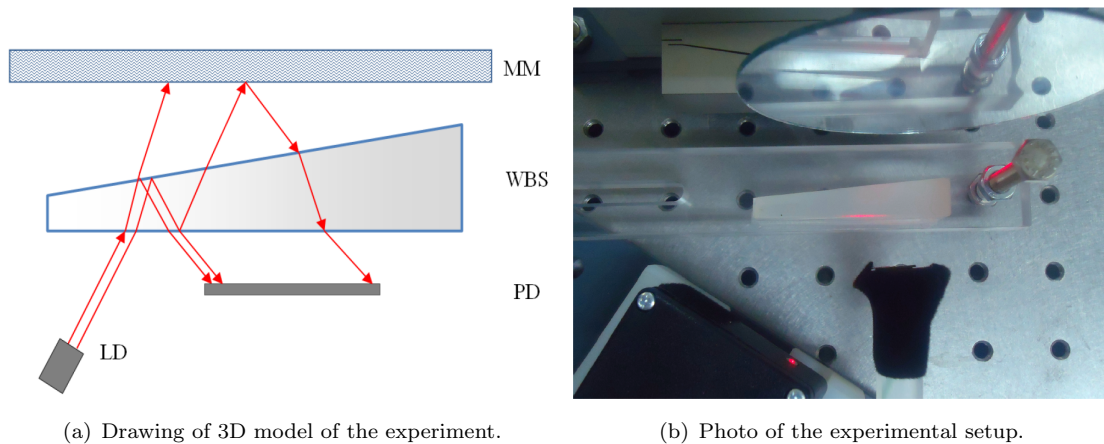 MM
WBS
PD
LD
(a) Drawing of 3D model of the experiment.
(b) Photo of the experimental setup.